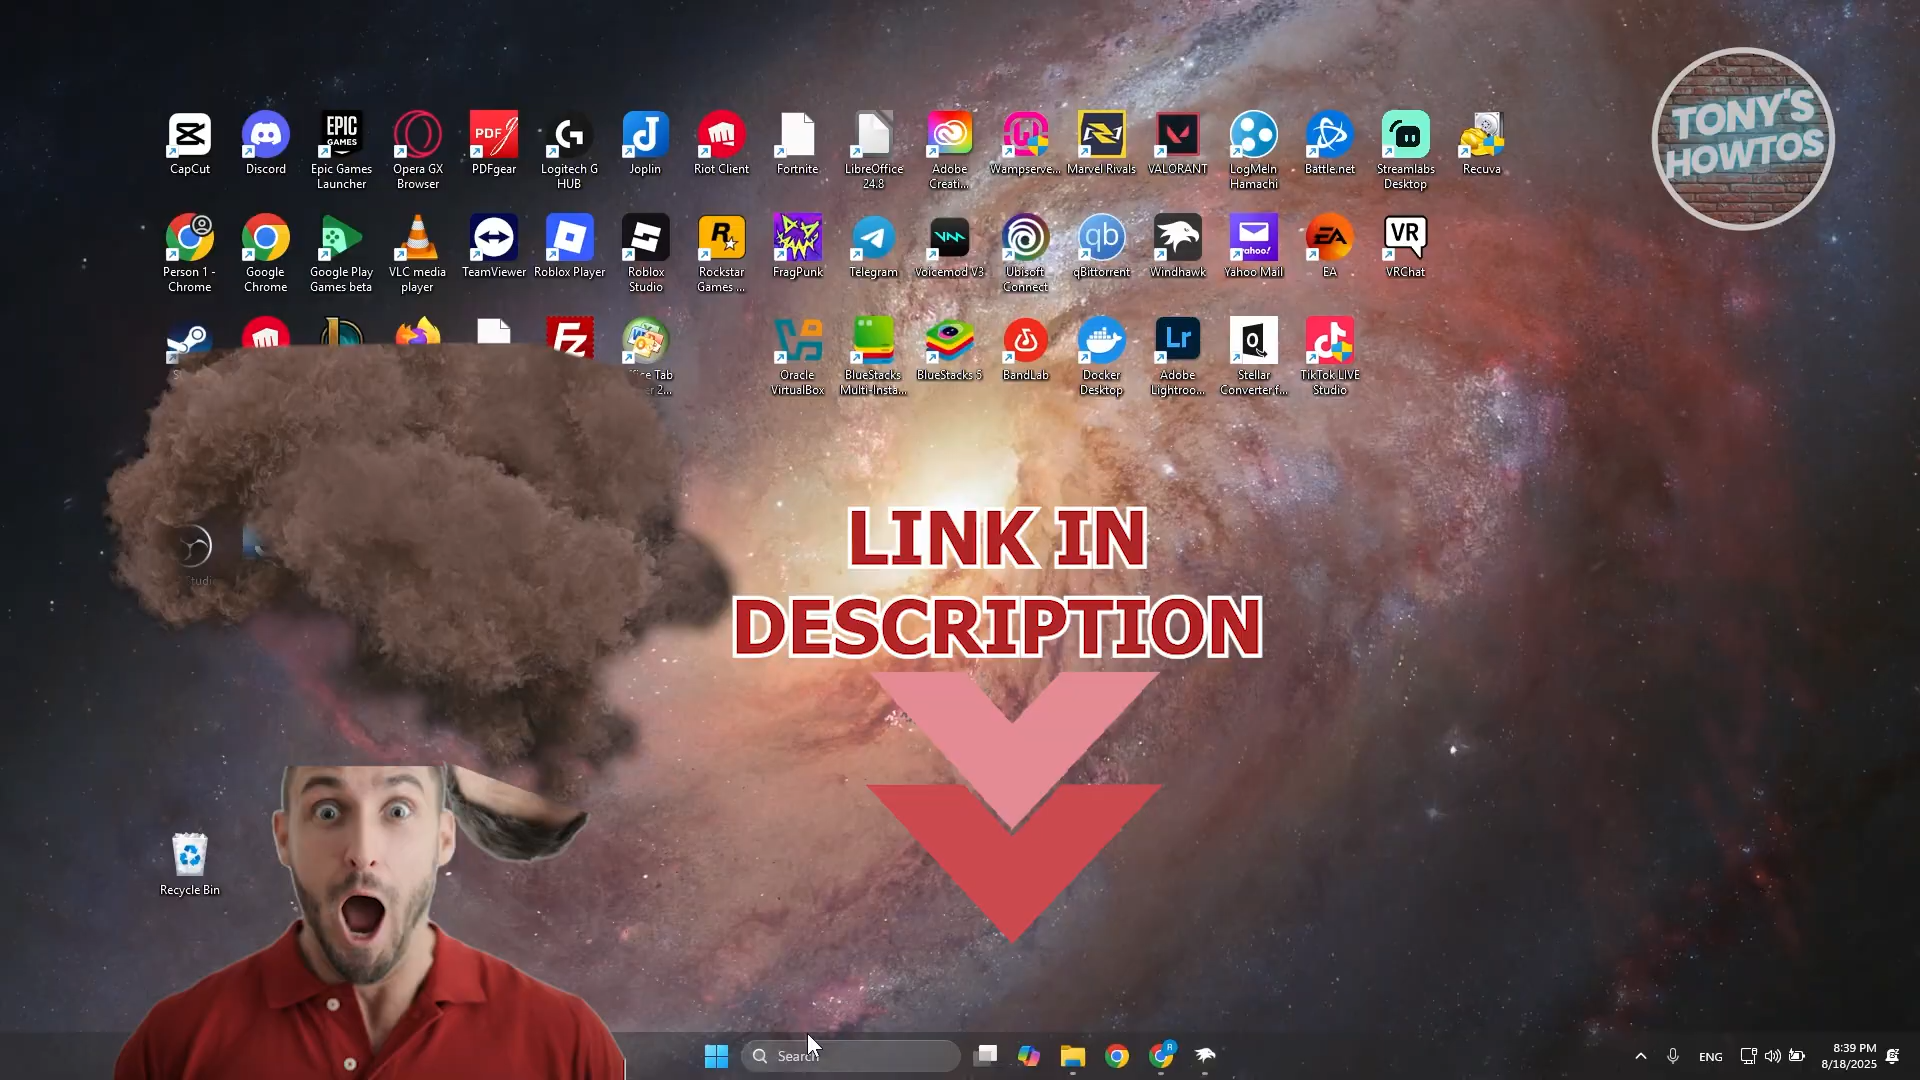 TONY'S
HOWTOS
CapCut
Discord
Epic Games
Launcher
Opera GX
Browser
PDFgear
Logitech G
HUB
Joplin
Riot Client
Fortnite
LibreOffice
24.8
Adobe
Creati...
Wampserve...
Marvel Rivals
VALORANT
LogMeIn
Hamachi
Battle.net
Streamlabs
Desktop
Recuva
Person 1 -
Chrome
Google
Chrome
Google Play
Games beta
VLC media
player
TeamViewer
Roblox Player
Roblox
Studio
Rockstar
Games ...
FragPunk
Telegram
Voicemod V3
Ubisoft
Connect
qBittorrent
Windhawk
Yahoo Mail
EA
VRChat
Tab
2...
Oracle
VirtualBox
BlueStacks
Multi-Insta...
BlueStacks 5
BandLab
Docker
Desktop
Adobe
Lightroo...
Stellar
Converter f...
TikTok LIVE
Studio
LINK IN
DESCRIPTION
Recycle Bin
Search
ENG
8:39 PM
8/18/2025